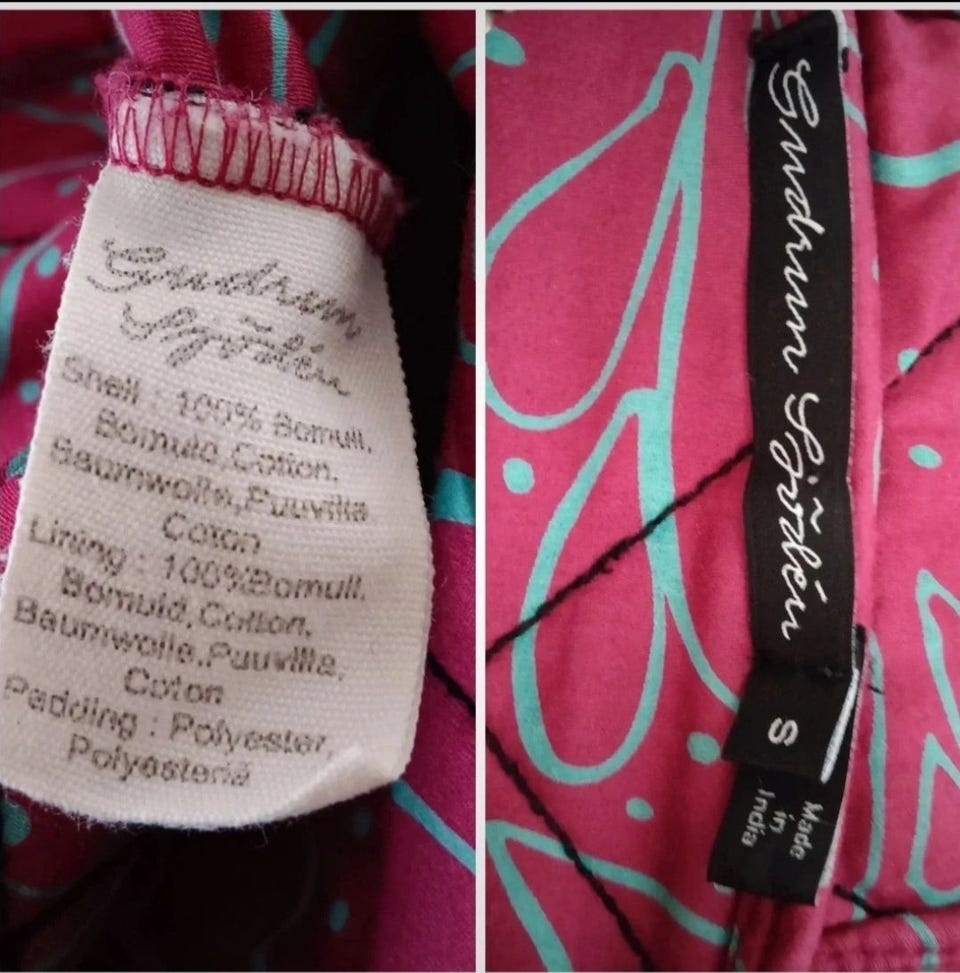 Gudrun
Sjödén
Shell : 100% Bomull,
Bomuld,Cotton,
Baumwolle,Puuvilla
Coton
Lining : 100%Bomull,
Bomuld,Cotton,
Baumwolle,Puuvilla,
Coton
Padding : Polyester,
Polyesteria
Gudrun Sjödén
S
Made
in
India